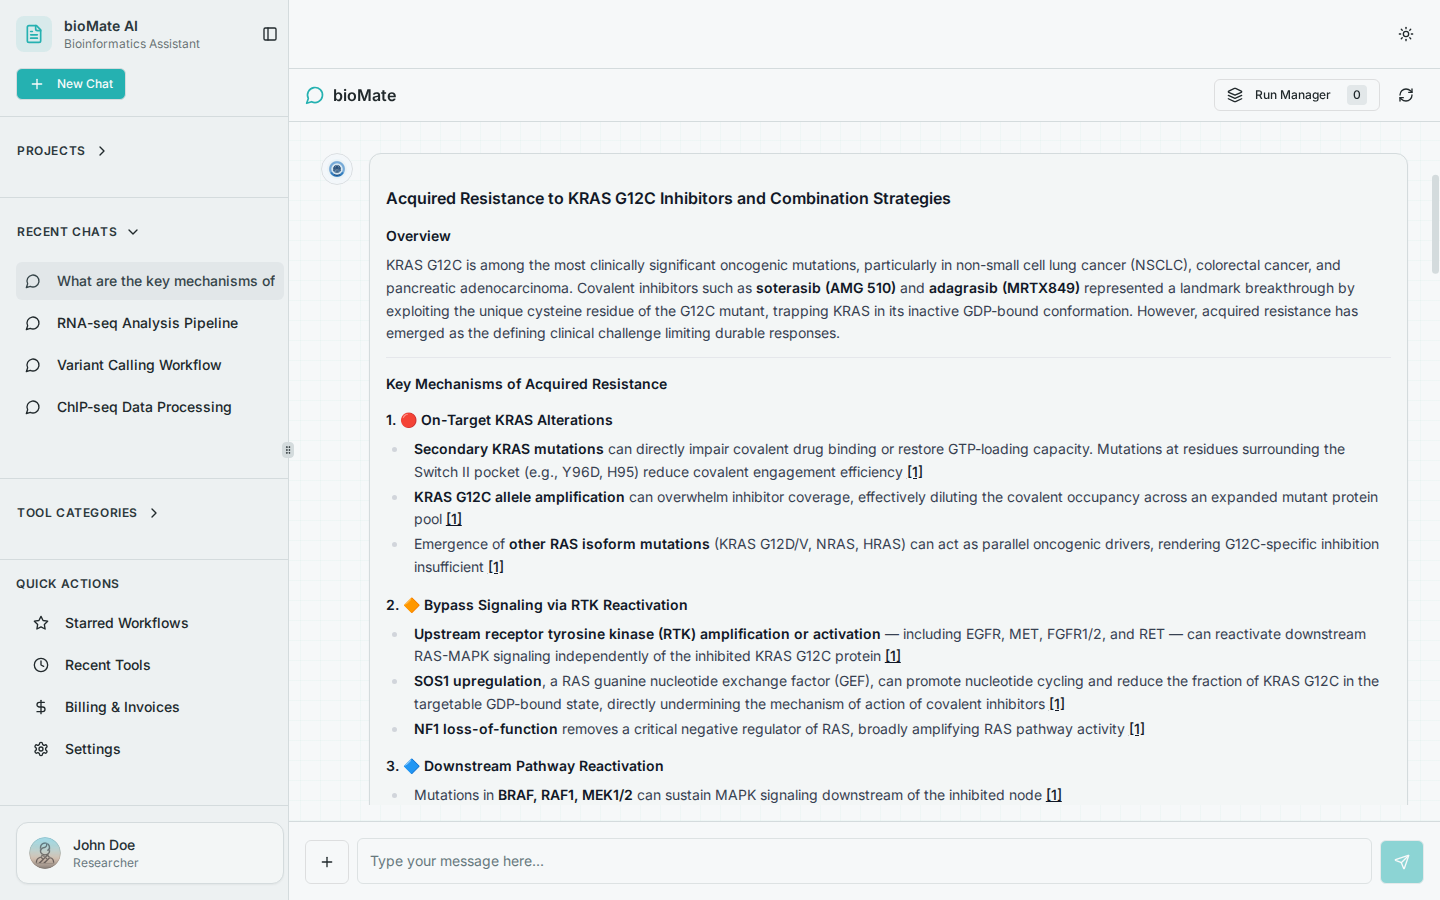 bioMate AI
Bioinformatics Assistant
New Chat
PROJECTS
RECENT CHATS
What are the key mechanisms of
RNA-seq Analysis Pipeline
Variant Calling Workflow
ChIP-seq Data Processing
TOOL CATEGORIES
QUICK ACTIONS
Starred Workflows
Recent Tools
Billing & Invoices
Settings
John Doe
Researcher
bioMate
Run Manager 0
Acquired Resistance to KRAS G12C Inhibitors and Combination Strategies
Overview
KRAS G12C is among the most clinically significant oncogenic mutations, particularly in non-small cell lung cancer (NSCLC), colorectal cancer, and
pancreatic adenocarcinoma. Covalent inhibitors such as soterasib (AMG 510) and adagrasib (MRTX849) represented a landmark breakthrough by
exploiting the unique cysteine residue of the G12C mutant, trapping KRAS in its inactive GDP-bound conformation. However, acquired resistance has
emerged as the defining clinical challenge limiting durable responses.
Key Mechanisms of Acquired Resistance
1. 🔴 On-Target KRAS Alterations
Secondary KRAS mutations can directly impair covalent drug binding or restore GTP-loading capacity. Mutations at residues surrounding the
Switch II pocket (e.g., Y96D, H95) reduce covalent engagement efficiency [1]
KRAS G12C allele amplification can overwhelm inhibitor coverage, effectively diluting the covalent occupancy across an expanded mutant protein
pool [1]
Emergence of other RAS isoform mutations (KRAS G12D/V, NRAS, HRAS) can act as parallel oncogenic drivers, rendering G12C-specific inhibition
insufficient [1]
2. 🔶 Bypass Signaling via RTK Reactivation
Upstream receptor tyrosine kinase (RTK) amplification or activation — including EGFR, MET, FGFR1/2, and RET — can reactivate downstream
RAS-MAPK signaling independently of the inhibited KRAS G12C protein [1]
SOS1 upregulation, a RAS guanine nucleotide exchange factor (GEF), can promote nucleotide cycling and reduce the fraction of KRAS G12C in the
targetable GDP-bound state, directly undermining the mechanism of action of covalent inhibitors [1]
NF1 loss-of-function removes a critical negative regulator of RAS, broadly amplifying RAS pathway activity [1]
3. 🔷 Downstream Pathway Reactivation
Mutations in BRAF, RAF1, MEK1/2 can sustain MAPK signaling downstream of the inhibited node [1]
Type your message here...